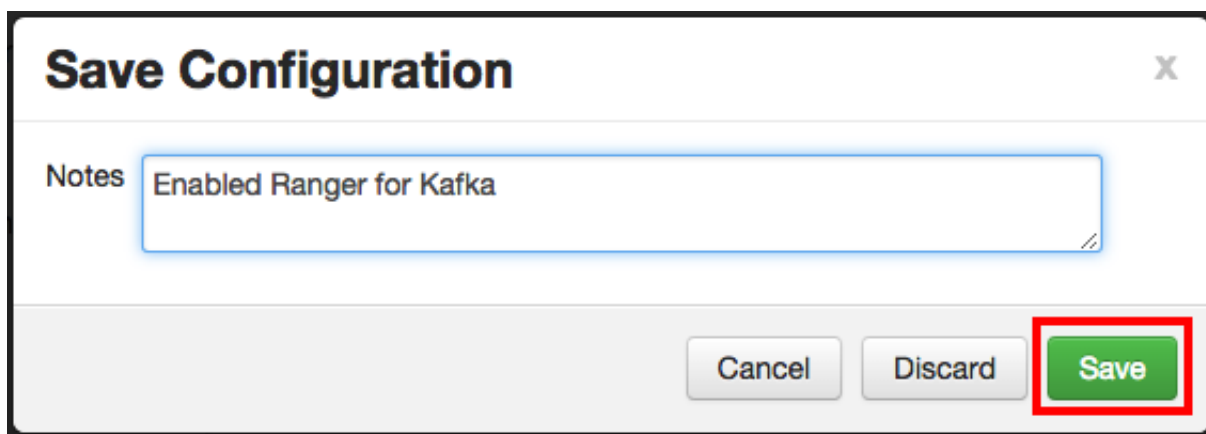 Save Configuration x
Notes Enabled Ranger for Kafka
Cancel Discard Save